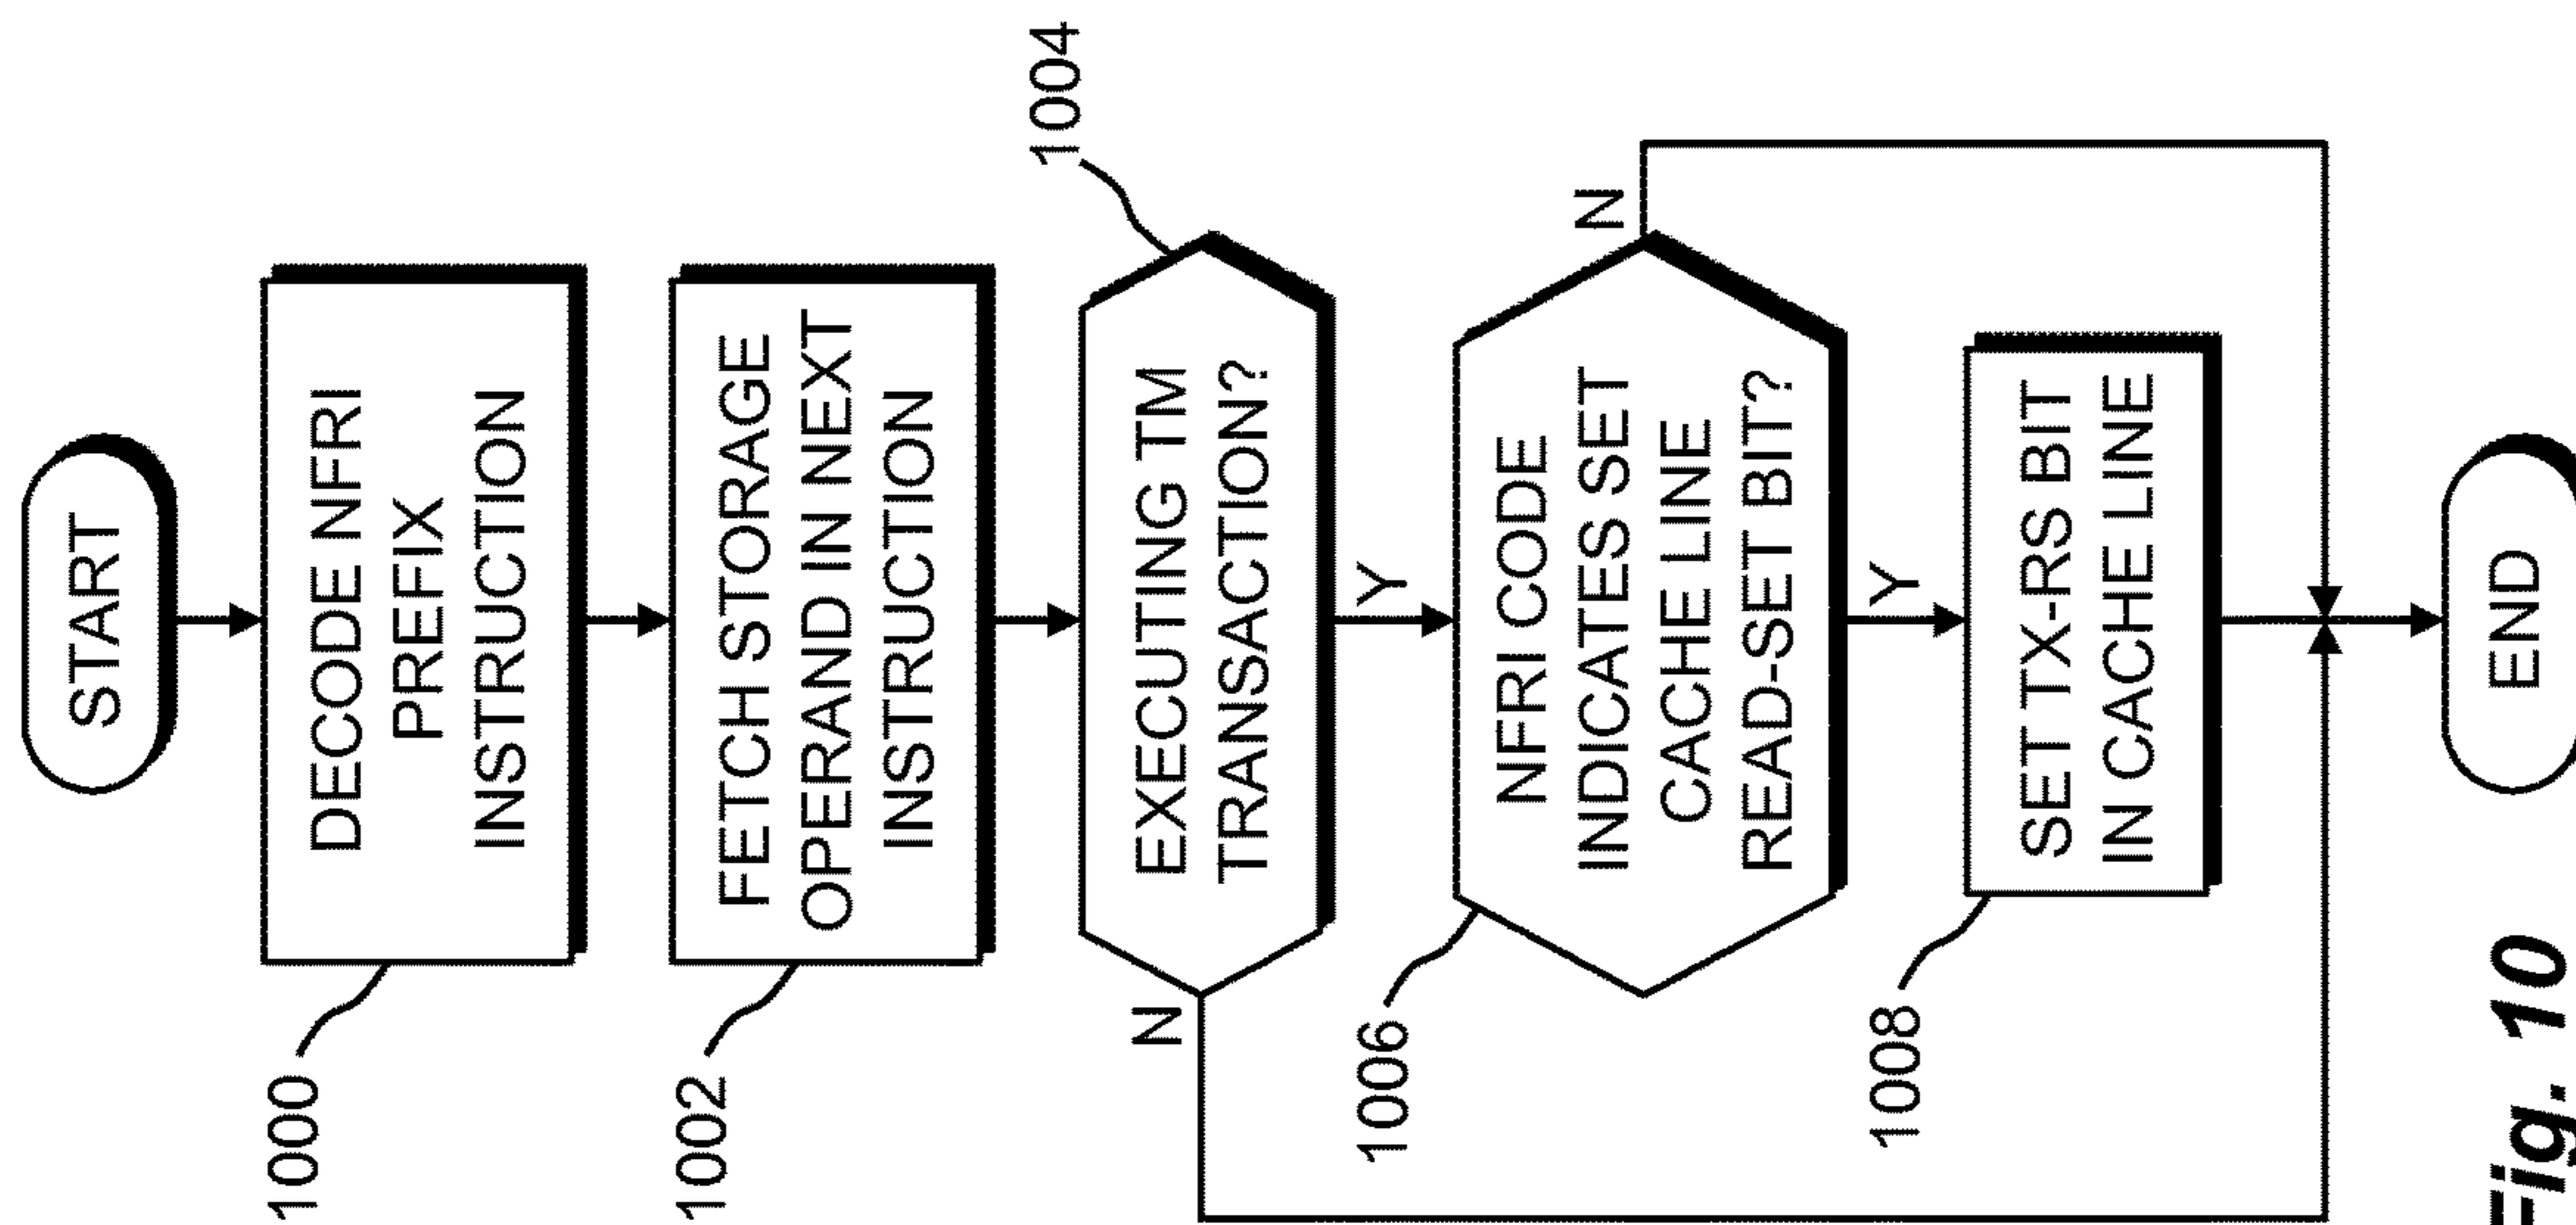 START
1000
DECODE NFRI
PREFIX
INSTRUCTION
1002
FETCH STORAGE
OPERAND IN NEXT
INSTRUCTION
1004
EXECUTING TM
TRANSACTION?
N
Y
1006
NFRI CODE
INDICATES SET
CACHE LINE
READ-SET BIT?
N
Y
1008
SET TX-RS BIT
IN CACHE LINE
END
Fig. 10